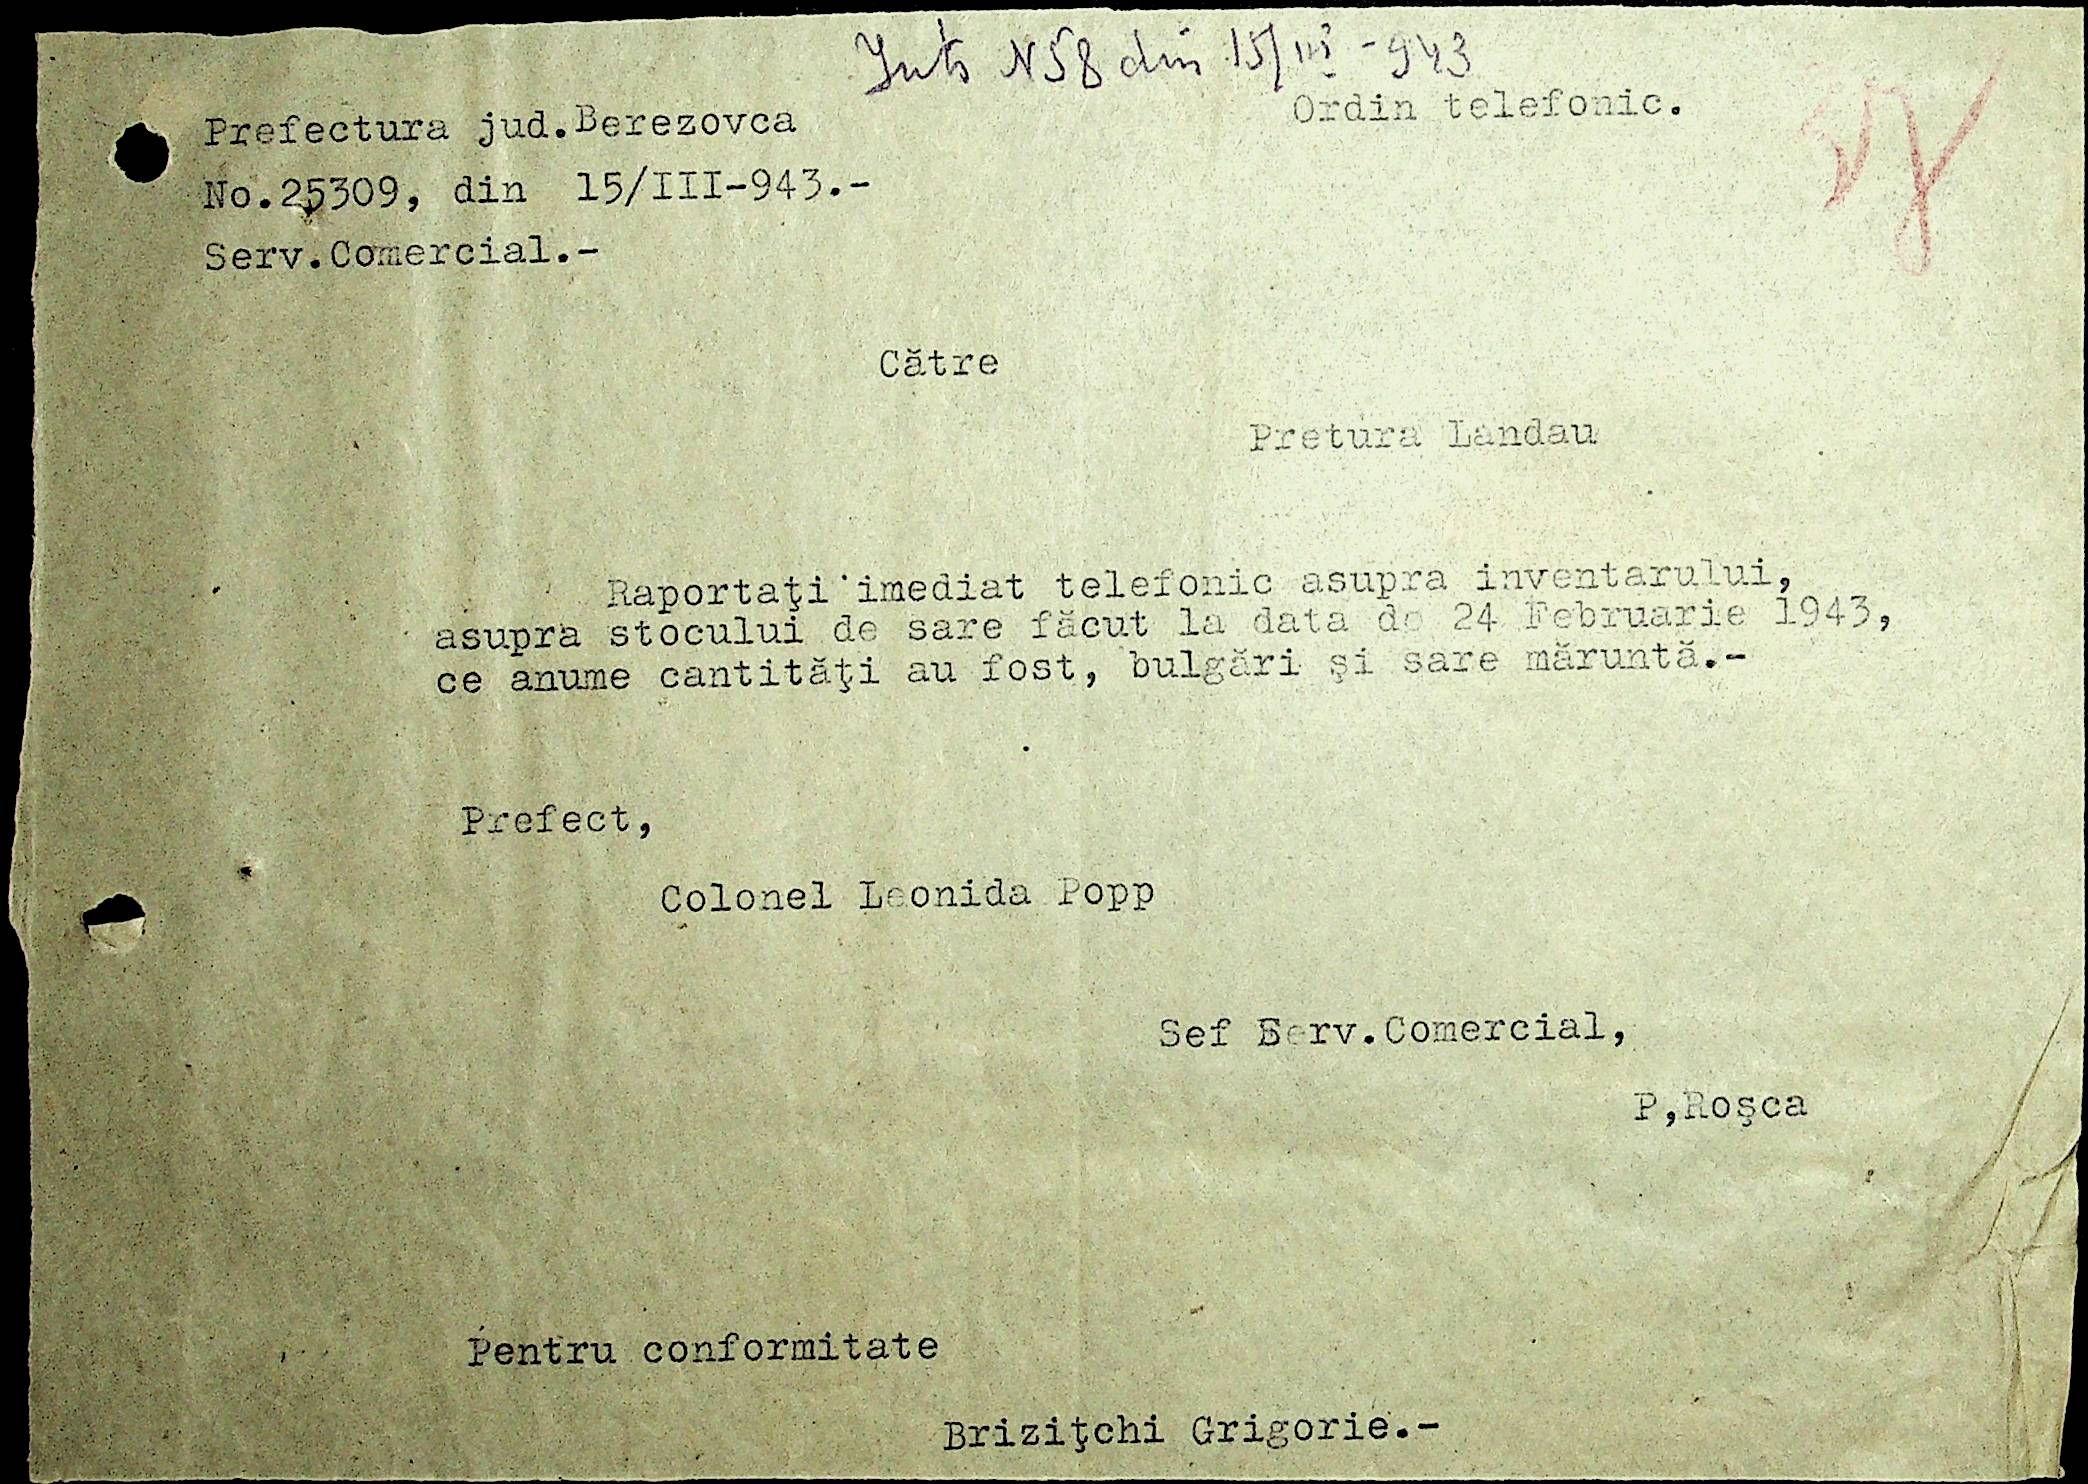 N 58 din 15/III-943
Ordin telefonic.
Prefectura jud.Berezovca
No.25309, din 15/III-943.-
Serv.Comercial.-
Către
Pretura Landau
Raportaţi imediat telefonic asupra inventarului,
asupra stocului de sare făcut la data de 24 Februarie 1943,
ce anume cantităţi au fost, bulgări şi sare măruntă.-
Prefect,
Colonel Leonida Popp
Sef Serv.Comercial,
P,Roşca
Pentru conformitate
Briziţchi Grigorie.-